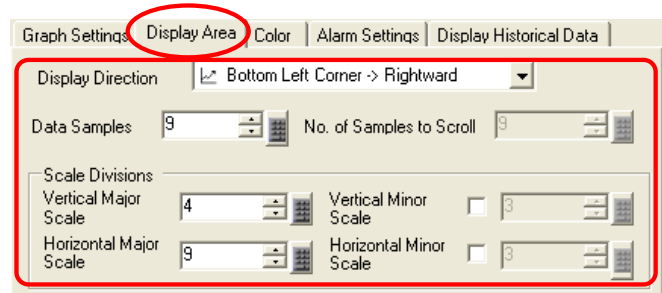 Graph Settings Display Area Color Alarm Settings Display Historical Data
Display Direction Bottom Left Corner -> Rightward
Data Samples 9 No. of Samples to Scroll 9
Scale Divisions
Vertical Major Scale 4 Vertical Minor Scale 3
Horizontal Major Scale 9 Horizontal Minor Scale 3